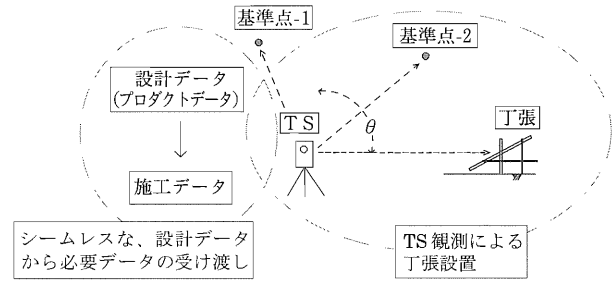 基準点-1
基準点-2
設計データ
(プロダクトデータ)
TS
θ
丁張
施工データ
シームレスな、設計データ
から必要データの受け渡し
TS観測による
丁張設置